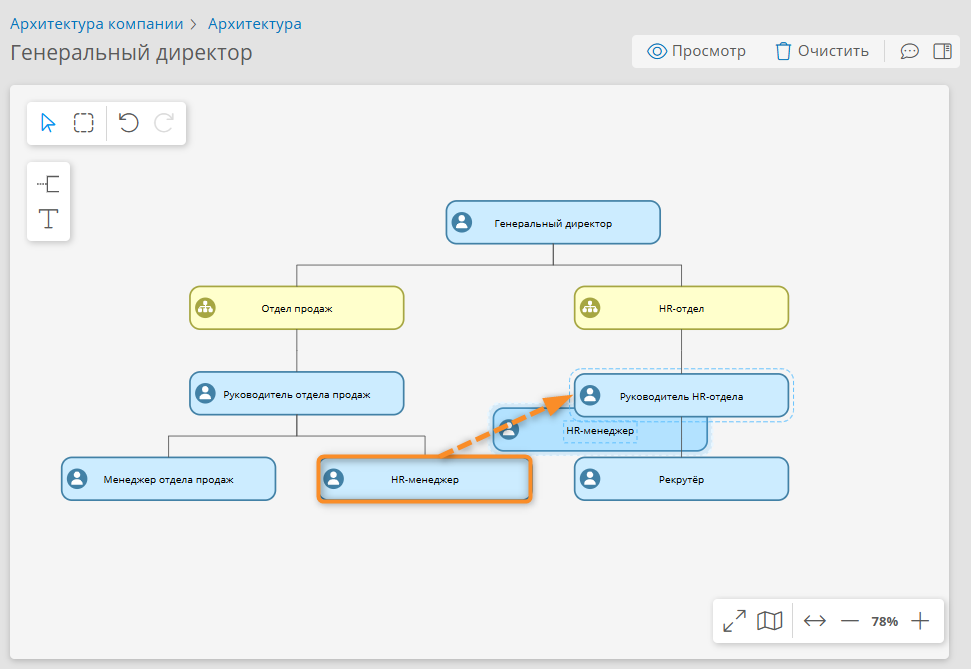 Архитектура компании > Архитектура
Генеральный директор
Просмотр
Очистить
Генеральный директор
Отдел продаж
HR-отдел
Руководитель отдела продаж
Руководитель HR-отдела
HR-менеджер
Менеджер отдела продаж
HR-менеджер
Рекрутёр
78%